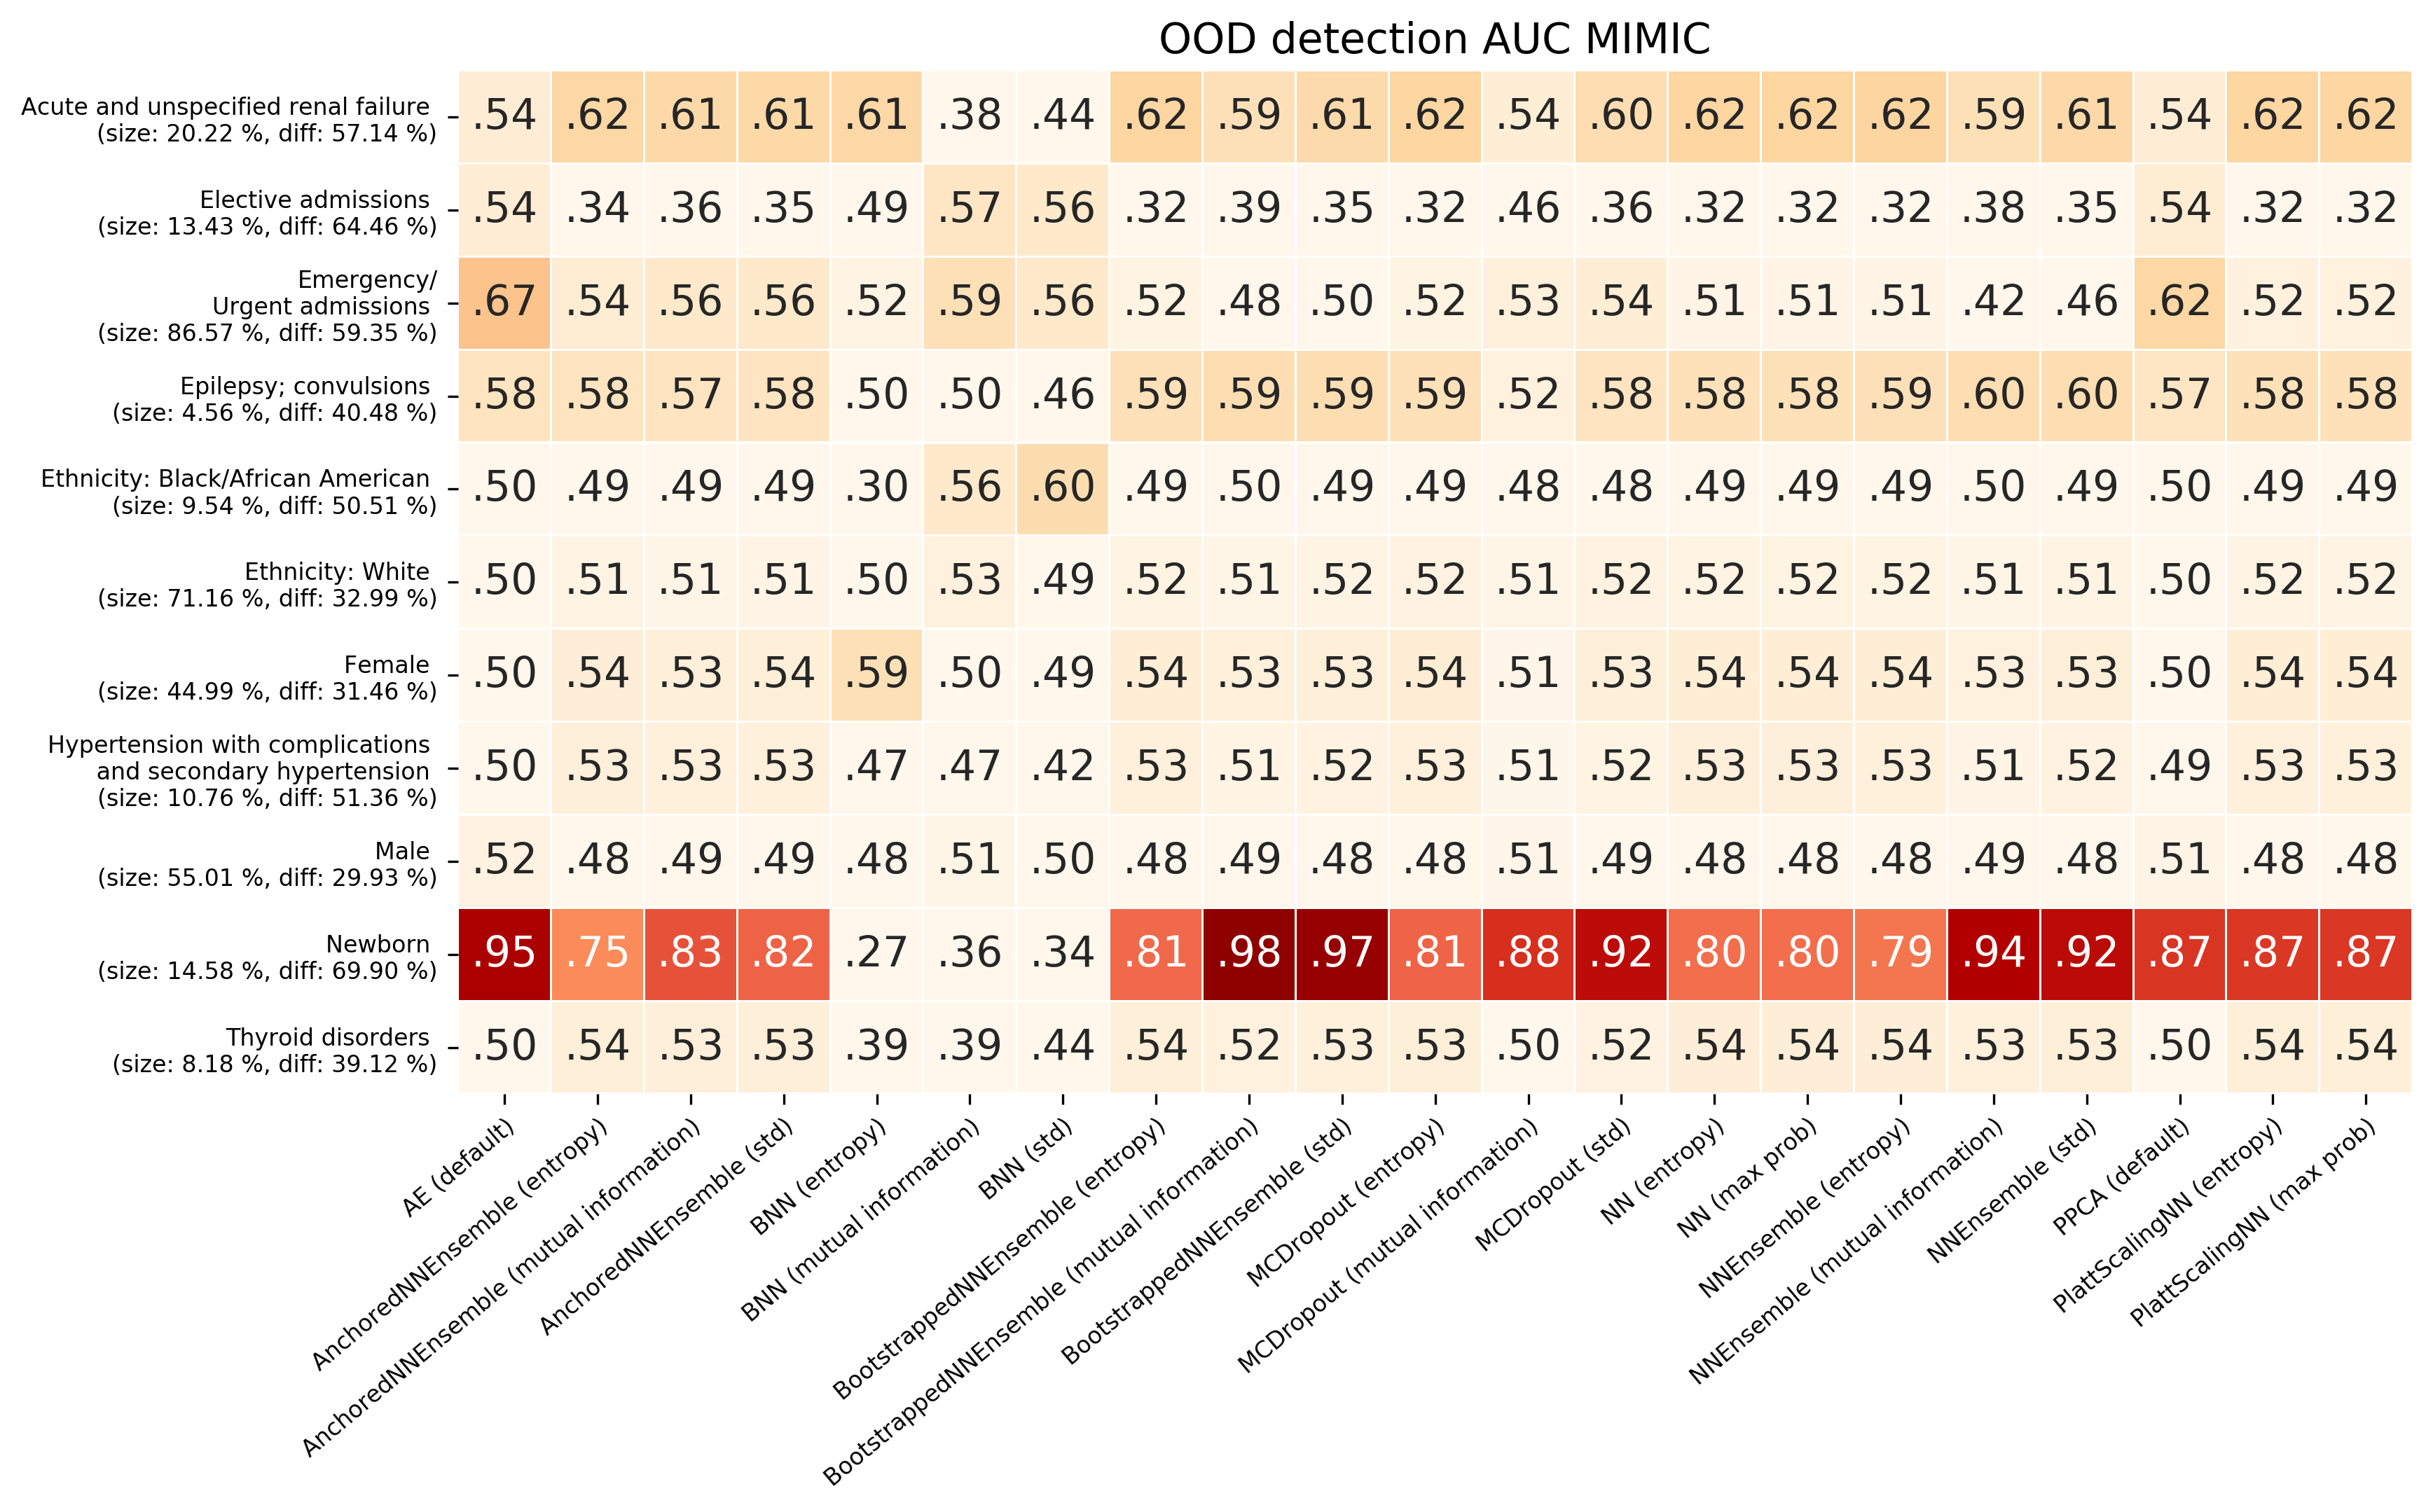 OOD detection AUC MIMIC
Acute and unspecified renal failure
(size: 20.22 %, diff: 57.14 %)
.54 .62 .61 .61 .61 .38 .44 .62 .59 .61 .62 .54 .60 .62 .62 .62 .59 .61 .54 .62 .62
Elective admissions
(size: 13.43 %, diff: 64.46 %)
.54 .34 .36 .35 .49 .57 .56 .32 .39 .35 .32 .46 .36 .32 .32 .32 .38 .35 .54 .32 .32
Emergency/
Urgent admissions
(size: 86.57 %, diff: 59.35 %)
.67 .54 .56 .56 .52 .59 .56 .52 .48 .50 .52 .53 .54 .51 .51 .51 .42 .46 .62 .52 .52
Epilepsy; convulsions
(size: 4.56 %, diff: 40.48 %)
.58 .58 .57 .58 .50 .50 .46 .59 .59 .59 .59 .52 .58 .58 .58 .59 .60 .60 .57 .58 .58
Ethnicity: Black/African American
(size: 9.54 %, diff: 50.51 %)
.50 .49 .49 .49 .30 .56 .60 .49 .50 .49 .49 .48 .48 .49 .49 .49 .50 .49 .50 .49 .49
Ethnicity: White
(size: 71.16 %, diff: 32.99 %)
.50 .51 .51 .51 .50 .53 .49 .52 .51 .52 .52 .51 .52 .52 .52 .52 .51 .51 .50 .52 .52
Female
(size: 44.99 %, diff: 31.46 %)
.50 .54 .53 .54 .59 .50 .49 .54 .53 .53 .54 .51 .53 .54 .54 .54 .53 .53 .50 .54 .54
Hypertension with complications
and secondary hypertension
(size: 10.76 %, diff: 51.36 %)
.50 .53 .53 .53 .47 .47 .42 .53 .51 .52 .53 .51 .52 .53 .53 .53 .51 .52 .49 .53 .53
Male
(size: 55.01 %, diff: 29.93 %)
.52 .48 .49 .49 .48 .51 .50 .48 .49 .48 .48 .51 .49 .48 .48 .48 .49 .48 .51 .48 .48
Newborn
(size: 14.58 %, diff: 69.90 %)
.95 .75 .83 .82 .27 .36 .34 .81 .98 .97 .81 .88 .92 .80 .80 .79 .94 .92 .87 .87 .87
Thyroid disorders
(size: 8.18 %, diff: 39.12 %)
.50 .54 .53 .53 .39 .39 .44 .54 .52 .53 .53 .50 .52 .54 .54 .54 .53 .53 .50 .54 .54
AE (default)
AnchoredNNEnsemble (entropy)
AnchoredNNEnsemble (mutual information)
AnchoredNNEnsemble (std)
BNN (entropy)
BNN (mutual information)
BNN (std)
BootstrappedNNEnsemble (entropy)
BootstrappedNNEnsemble (mutual information)
BootstrappedNNEnsemble (std)
MCDropout (entropy)
MCDropout (mutual information)
MCDropout (std)
NN (entropy)
NN (max prob)
NNEnsemble (entropy)
NNEnsemble (mutual information)
NNEnsemble (std)
PPCA (default)
PlattScalingNN (entropy)
PlattScalingNN (max prob)